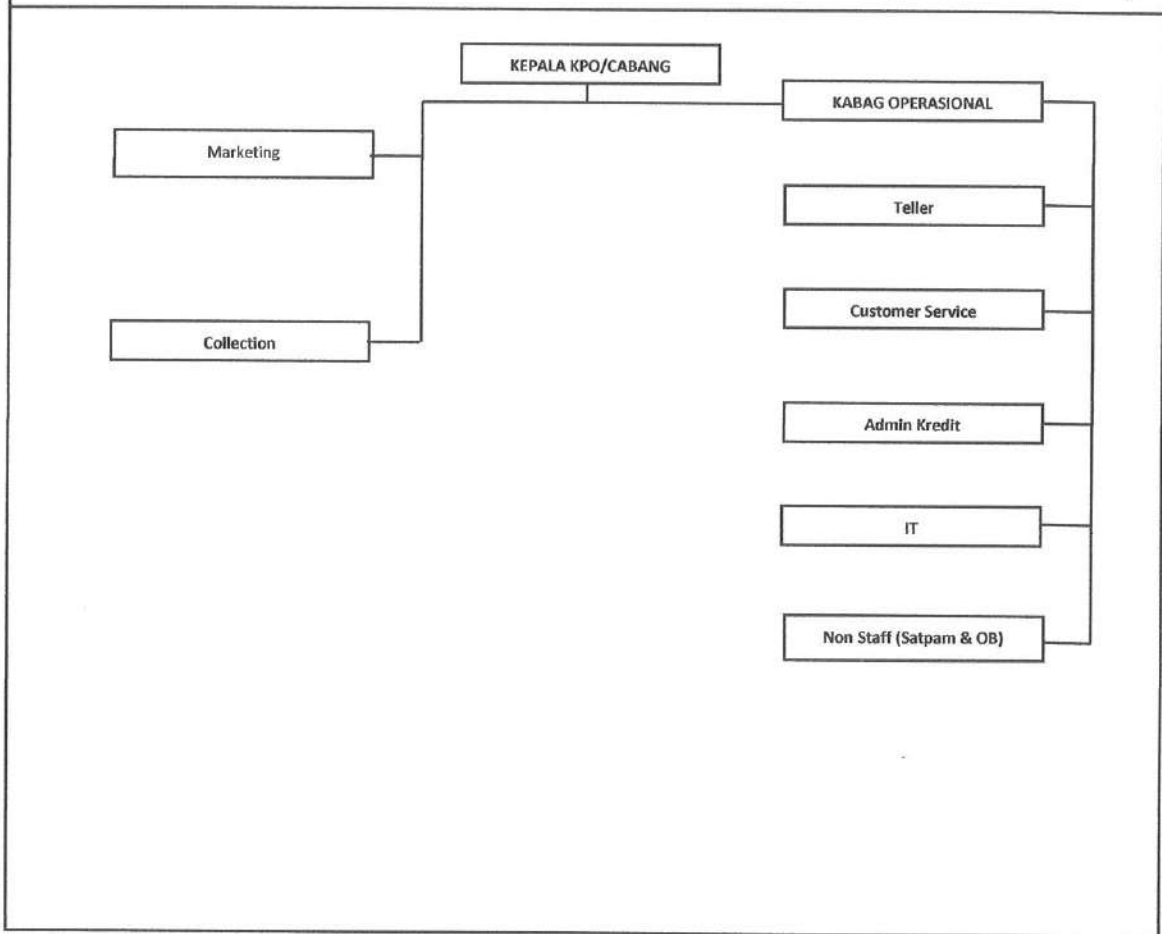 KEPALA KPO/CABANG
KABAG OPERASIONAL
Marketing
Teller
Customer Service
Collection
Admin Kredit
IT
Non Staff (Satpam & OB)